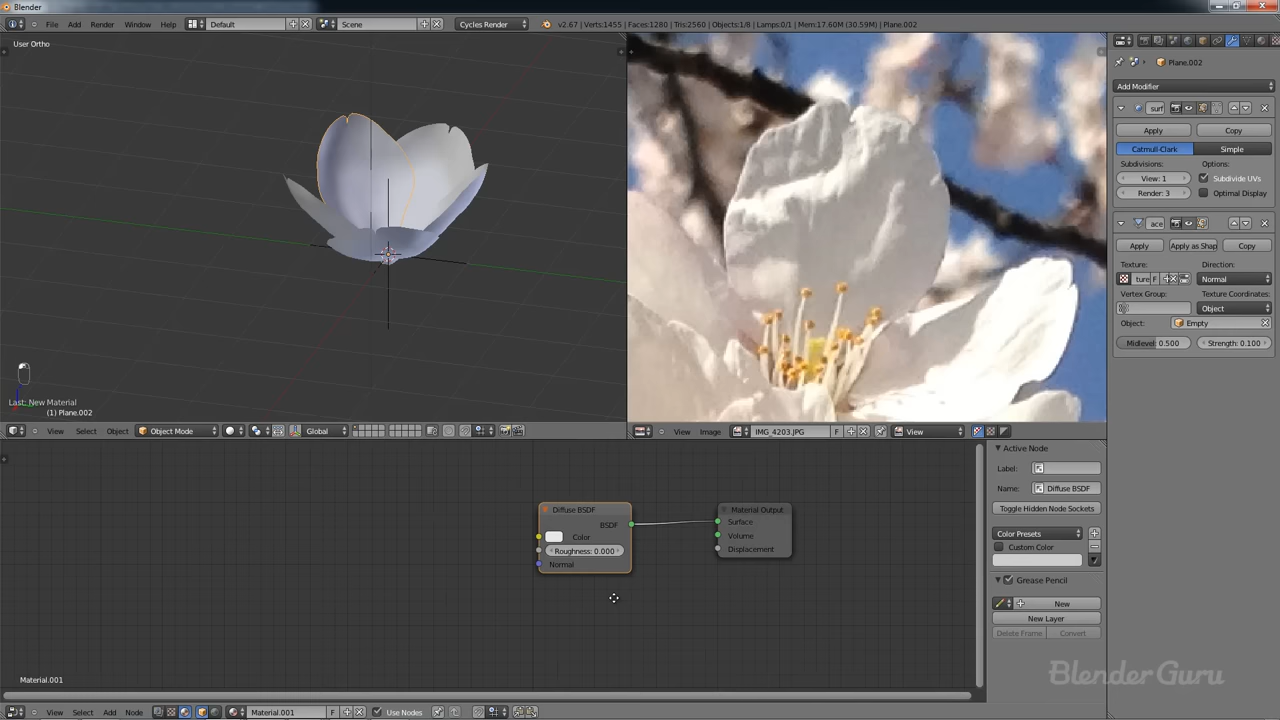 Blender
File Add Render Window Help Default Scene Cycles Render v2.67 | Verts:1455 | Faces:1280 | Tris:2560 | Objects:1/8 | Lamps:0/1 | Mem:17.60M (30.59M) | Plane.002
User Ortho
Last: New Material
(1) Plane.002
View Select Object Object Mode Global
View Image IMG_4203.JPG F View
Plane.002
Add Modifier
surf
Apply Copy
Catmull-Clark Simple
Subdivisions: Options:
View: 1 Subdivide UVs
Render: 3 Optimal Display
ace
Apply Apply as Shap Copy
Texture: Direction:
ture F Normal
Vertex Group: Texture Coordinates:
Object
Object: Empty
Midlevel: 0.500 Strength: 0.100
Diffuse BSDF
BSDF
Color
Roughness: 0.000
Normal
Material Output
Surface
Volume
Displacement
Active Node
Label:
Name: Diffuse BSDF
Toggle Hidden Node Sockets
Color Presets
Custom Color
Grease Pencil
New
New Layer
Delete Frame Convert
Material.001
BlenderGuru
View Select Add Node Material.001 F Use Nodes